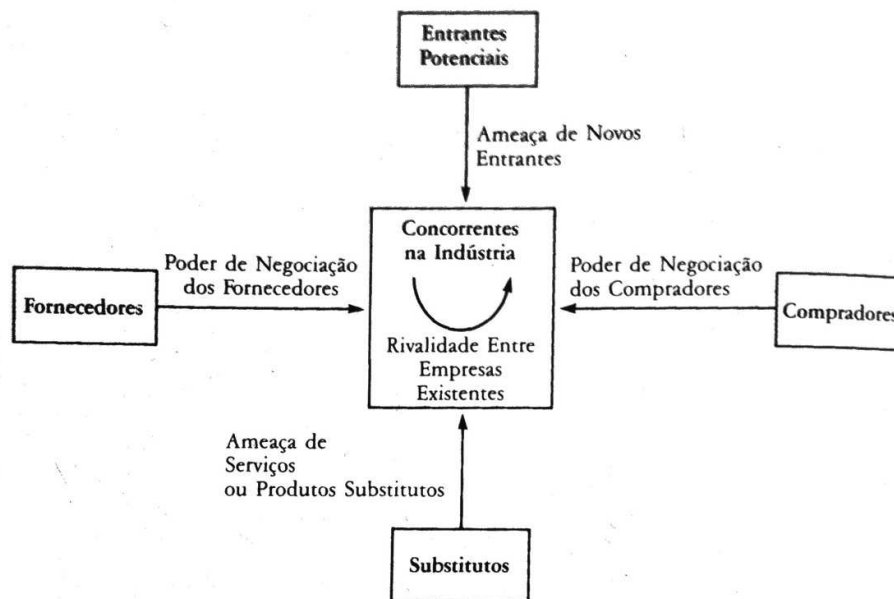 Entrantes
Potenciais
Ameaça de Novos
Entrantes
Concorrentes
na Indústria
Poder de Negociação
dos Fornecedores
Poder de Negociação
dos Compradores
Fornecedores
Compradores
Rivalidade Entre
Empresas
Existentes
Ameaça de
Serviços
ou Produtos Substitutos
Substitutos